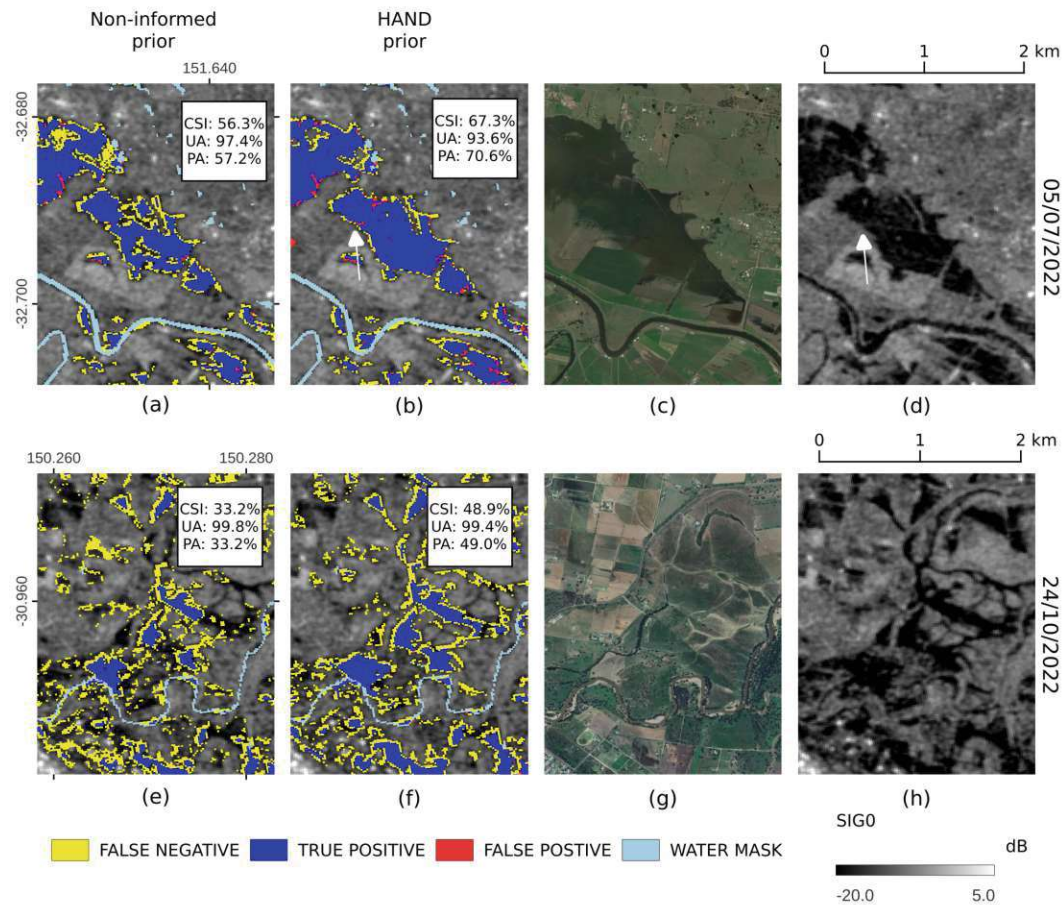 Non-informed
prior
HAND
prior
151.640
0 1 2 km
-32.680
CSI: 56.3%
UA: 97.4%
PA: 57.2%
CSI: 67.3%
UA: 93.6%
PA: 70.6%
-32.700
05/07/2022
(a) (b) (c) (d)
150.260 150.280
0 1 2 km
CSI: 33.2%
UA: 99.8%
PA: 33.2%
CSI: 48.9%
UA: 99.4%
PA: 49.0%
-30.960
24/10/2022
(e) (f) (g) (h)
FALSE NEGATIVE TRUE POSITIVE FALSE POSTIVE WATER MASK
SIG0
dB
-20.0 5.0